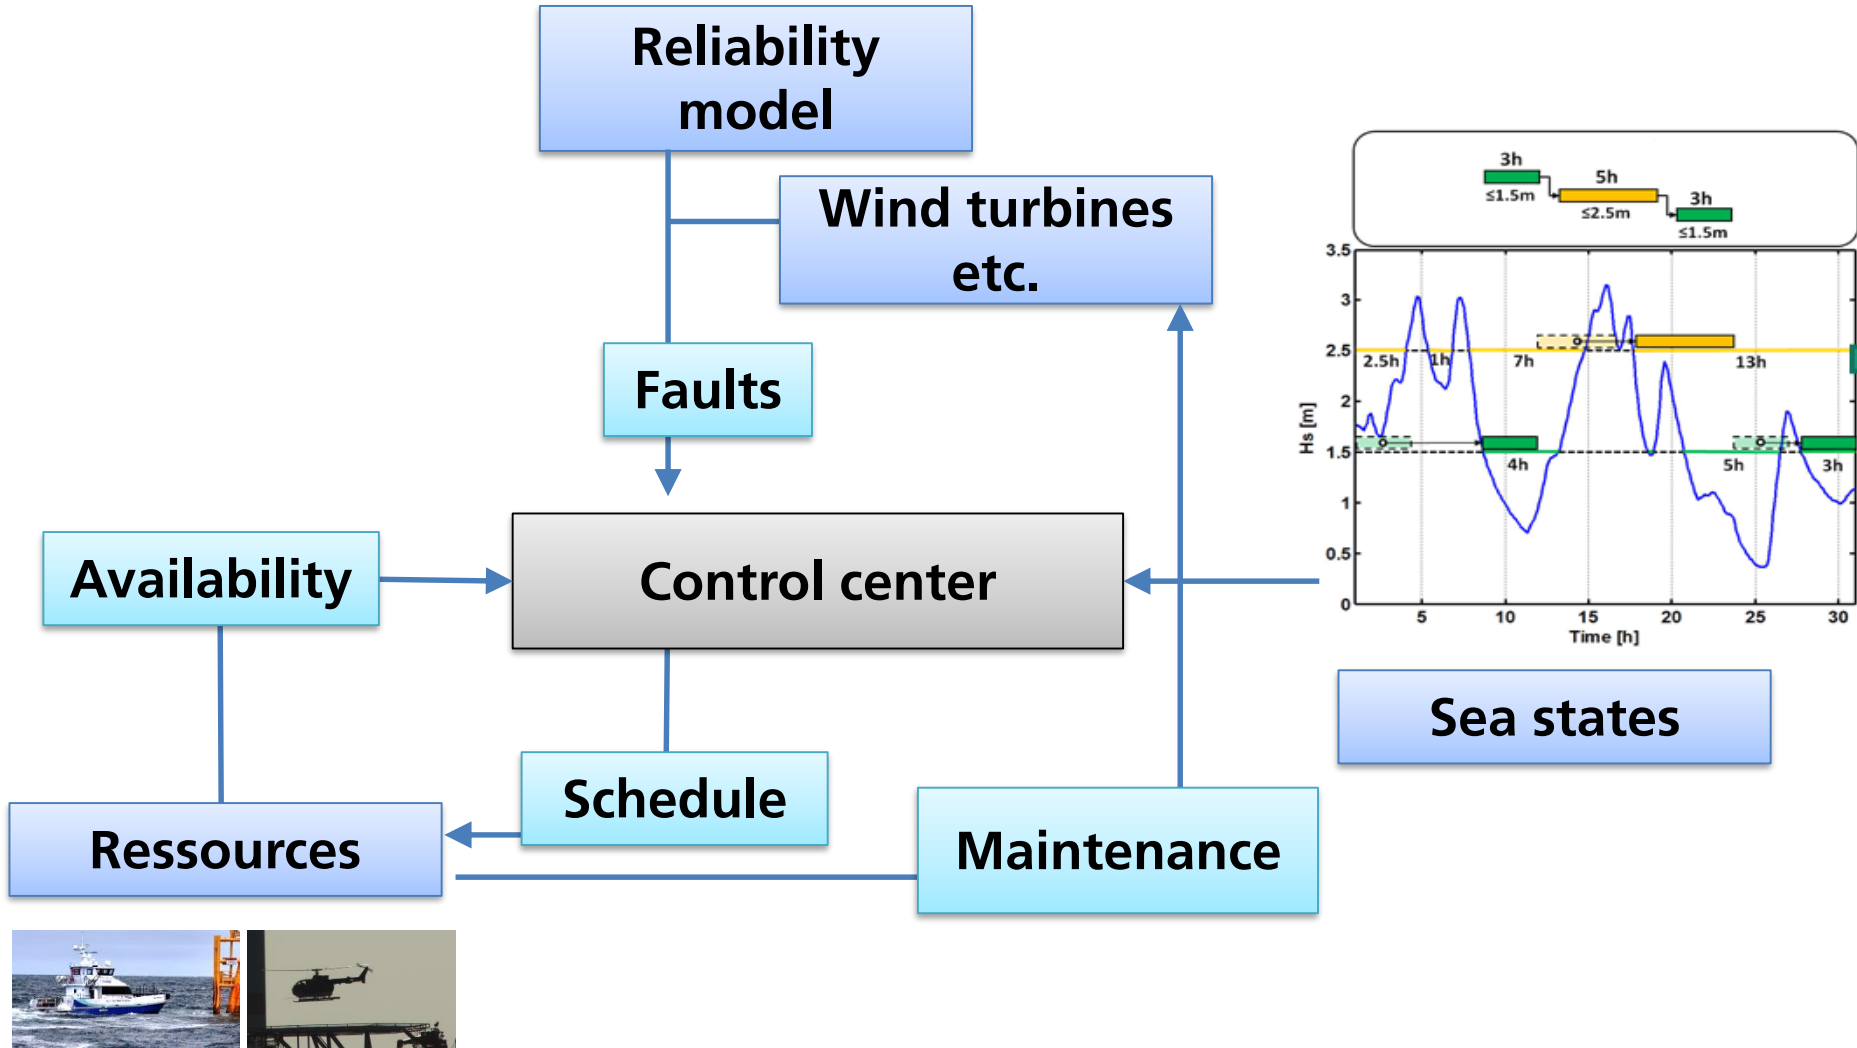 Reliability
model
Wind turbines
etc.
Faults
Availability
Control center
Schedule
Ressources
Maintenance
3h
≤1.5m
5h
≤2.5m
3h
≤1.5m
3.5
3
2.5
2
1.5
1
0.5
0
Hs [m]
2.5h
1h
7h
13h
4h
5h
3h
5
10
15
20
25
30
Time [h]
Sea states